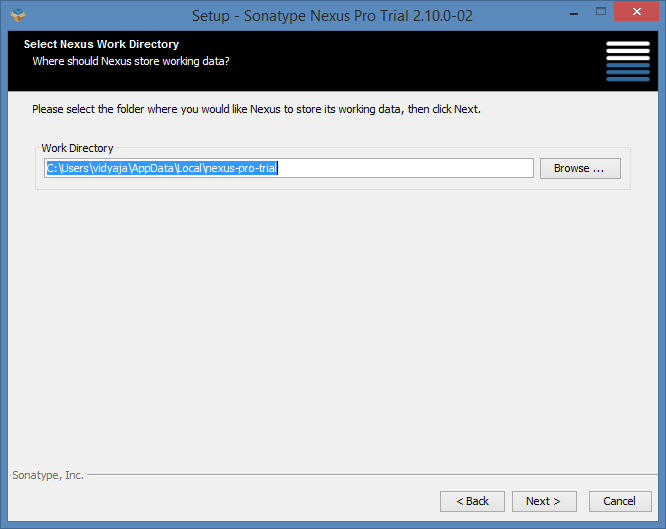 Setup - Sonatype Nexus Pro Trial 2.10.0-02
Select Nexus Work Directory
Where should Nexus store working data?
Please select the folder where you would like Nexus to store its working data, then click Next.
Work Directory
C:\Users\vidyaja\AppData\Local\nexus-pro-trial
Browse ...
Sonatype, Inc.
< Back
Next >
Cancel